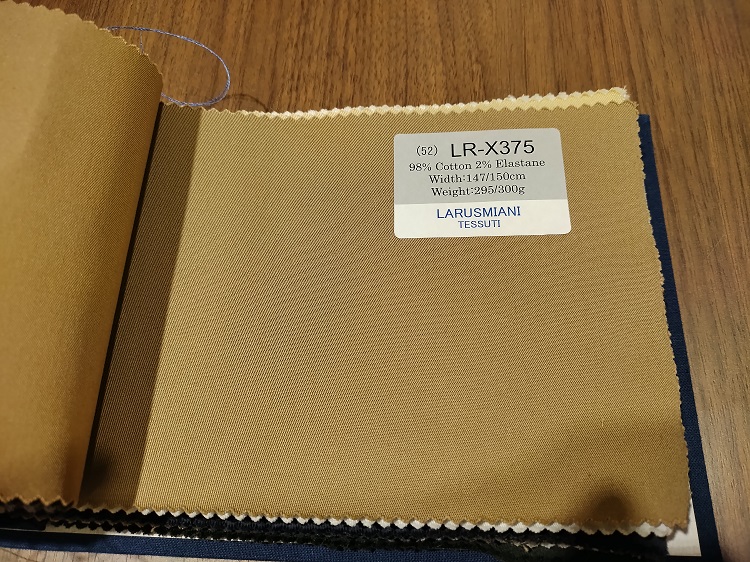 (52) LR-X375
98% Cotton 2% Elastane
Width:147/150cm
Weight:295/300g
LARUSMIANI
TESSUTI